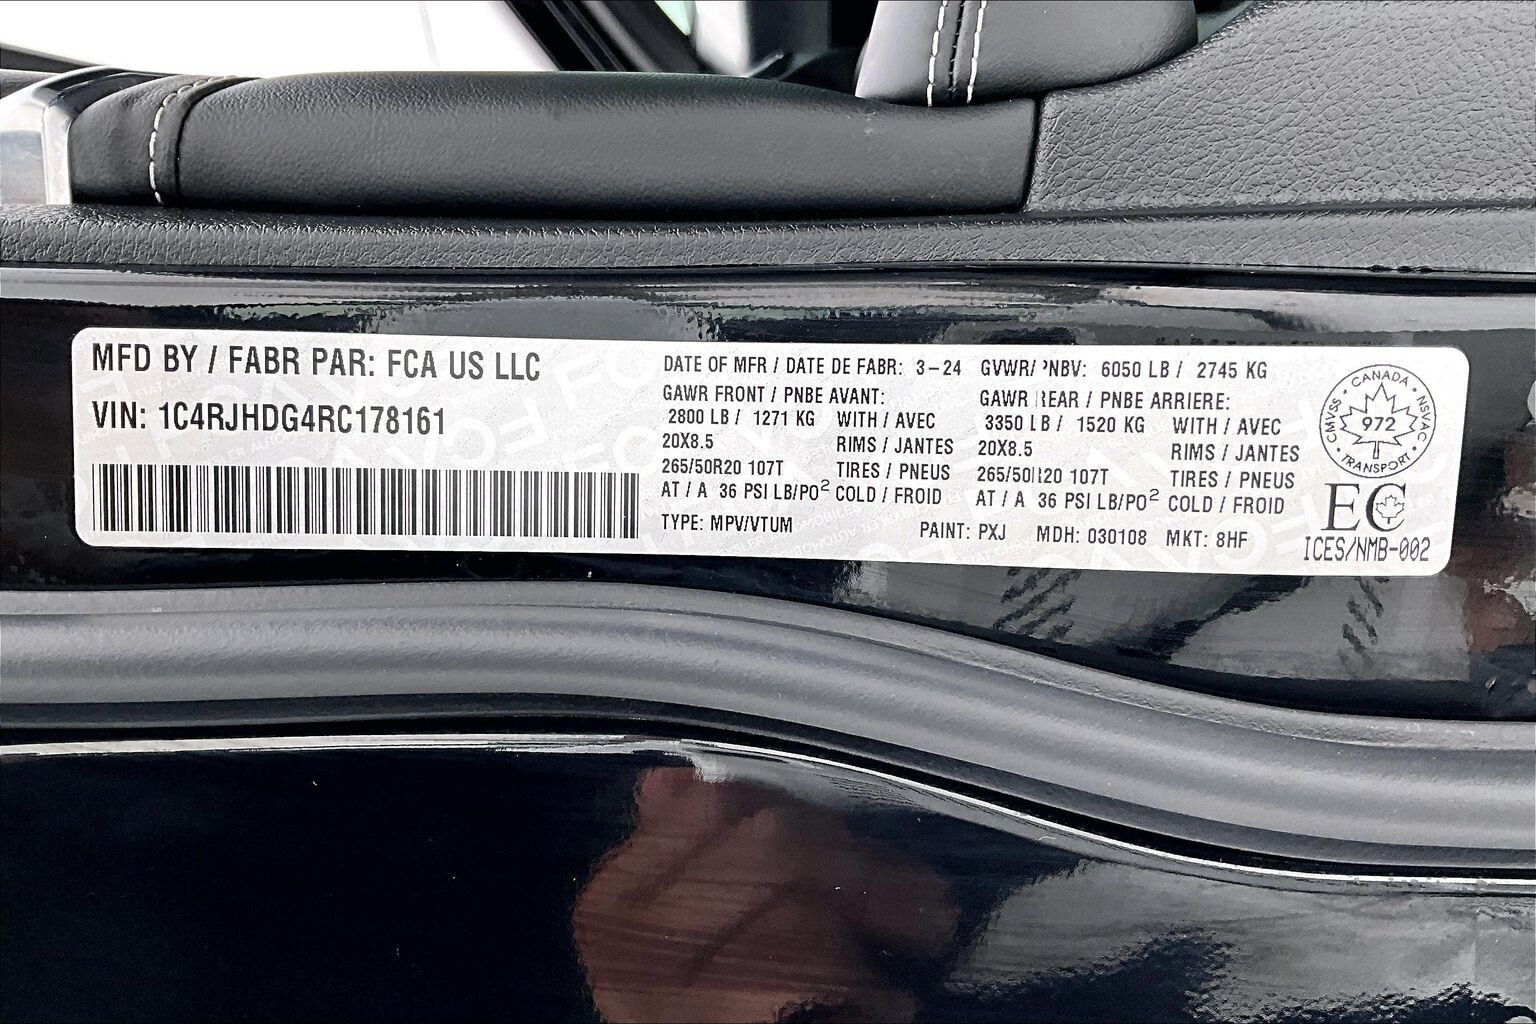 MFD BY / FABR PAR: FCA US LLC
VIN: 1C4RJHDG4RC178161
DATE OF MFR / DATE DE FABR: 3-24 GVWR/ PNBV: 6050 LB / 2745 KG
GAWR FRONT / PNBE AVANT:
2800 LB / 1271 KG WITH / AVEC
20X8.5 RIMS / JANTES
265/50R20 107T TIRES / PNEUS
AT / A 36 PSI LB/PO² COLD / FROID
GAWR REAR / PNBE ARRIERE:
3350 LB / 1520 KG WITH / AVEC
20X8.5 RIMS / JANTES
265/50R20 107T TIRES / PNEUS
AT / A 36 PSI LB/PO² COLD / FROID
TYPE: MPV/VTUM PAINT: PXJ MDH: 030108 MKT: 8HF
CANADA
CMVSS 972 NSVAC
TRANSPORT
EC
ICES/NMB-002